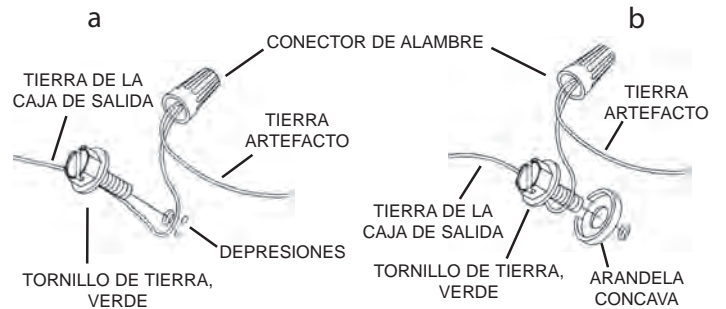 a
b
CONECTOR DE ALAMBRE
TIERRA DE LA
CAJA DE SALIDA
TIERRA
ARTEFACTO
DEPRESIONES
TORNILLO DE TIERRA,
VERDE
TIERRA
ARTEFACTO
TIERRA DE LA
CAJA DE SALIDA
TORNILLO DE TIERRA,
VERDE
ARANDELA
CONCAVA